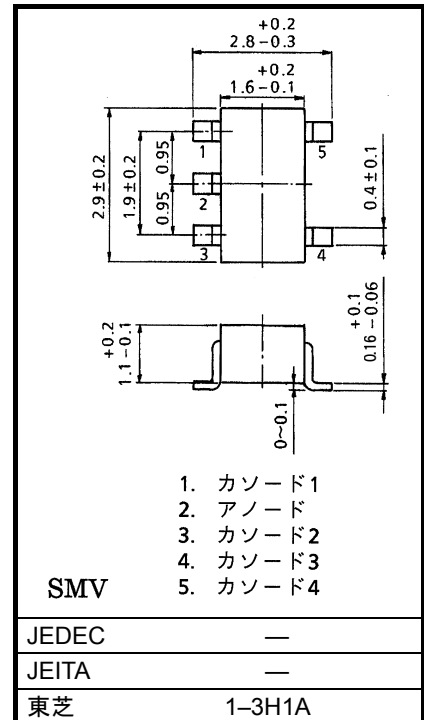 +0.2
2.8−0.3
+0.2
1.6−0.1
2.9±0.2
1.9±0.2
0.95
0.95
1
2
3
5
4
0.4±0.1
+0.2
1.1−0.1
+0.1
0.16−0.06
0~0.1
1. カソード1
2. アノード
3. カソード2
4. カソード3
SMV 5. カソード4
JEDEC —
JEITA —
東芝 1–3H1A